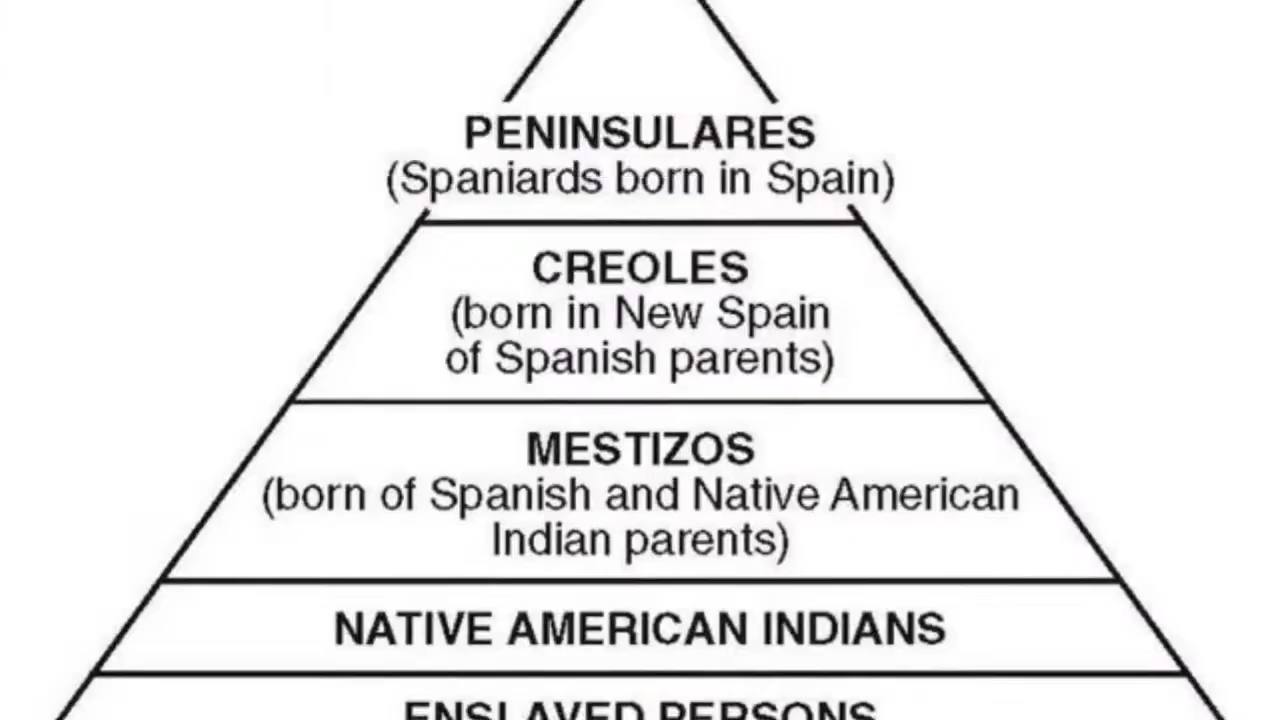 PENINSULARES
(Spaniards born in Spain)
CREOLES
(born in New Spain
of Spanish parents)
MESTIZOS
(born of Spanish and Native American
Indian parents)
NATIVE AMERICAN INDIANS
ENSLAVED PERSONS